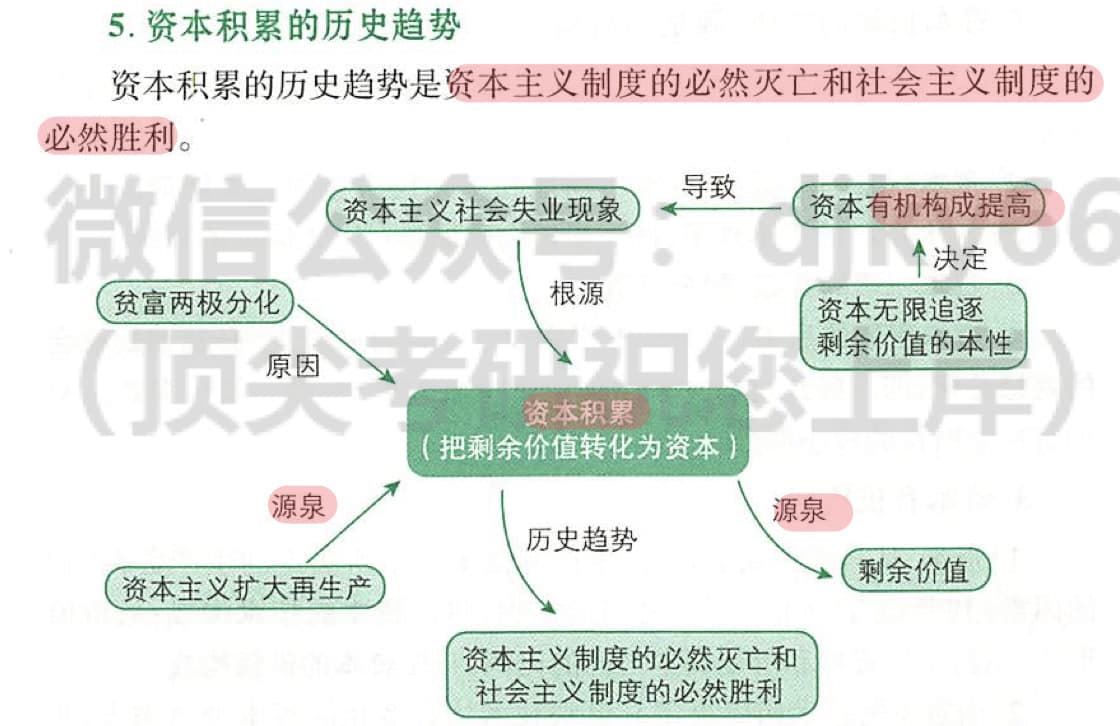 5. 资本积累的历史趋势
资本积累的历史趋势是资本主义制度的必然灭亡和社会主义制度的
必然胜利。
微信公众号：djky66
资本主义社会失业现象
导致
资本有机构成提高
决定
资本无限追逐
剩余价值的本性
根源
贫富两极分化
原因
（顶尖考研祝您上岸）
资本积累
（把剩余价值转化为资本）
源泉
资本主义扩大再生产
历史趋势
源泉
剩余价值
资本主义制度的必然灭亡和
社会主义制度的必然胜利